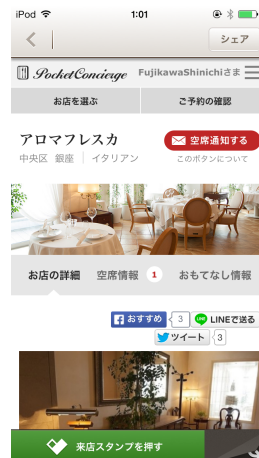 iPod 1:01
シェア
Pocket Concierge FujikawaShinichiさま
お店を選ぶ ご予約の確認
アロマフレスカ
空席通知する
中央区 銀座 | イタリアン
このボタンについて
お店の詳細 空席情報 1 おもてなし情報
おすすめ 3 LINEで送る
ツイート 3
来店スタンプを押す